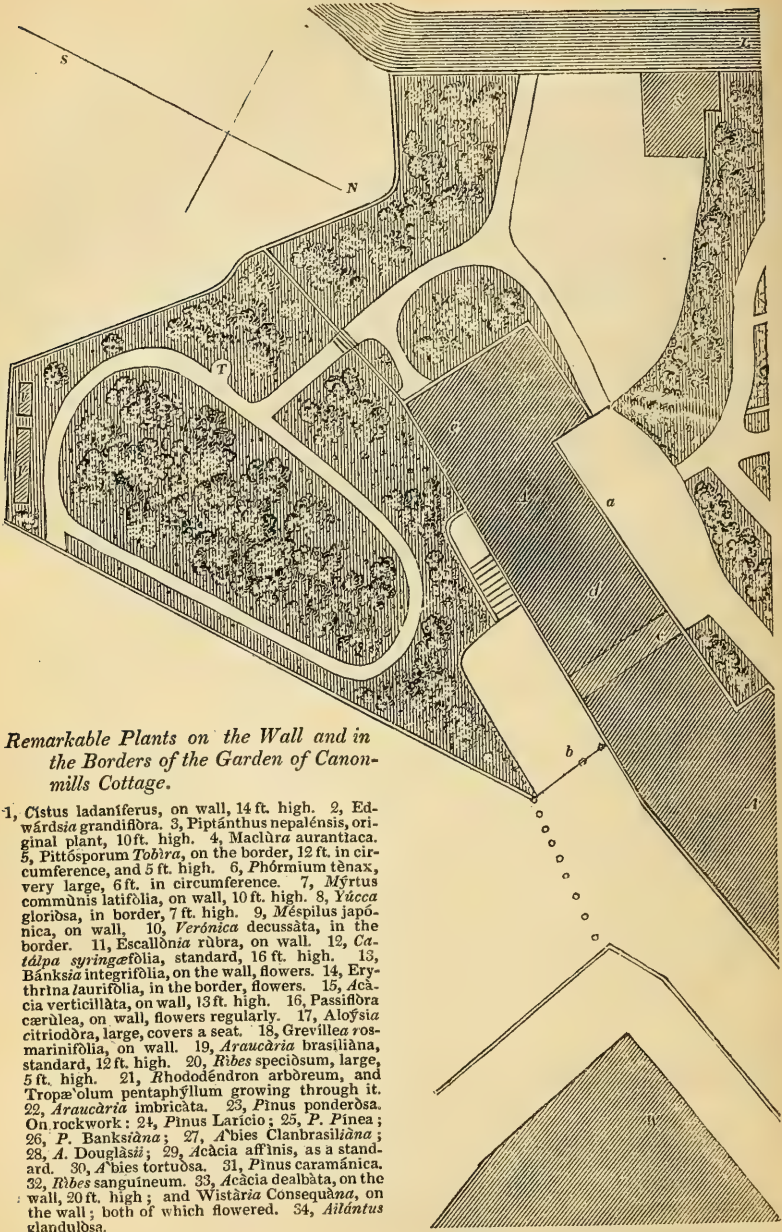 L
S
N
T
a
d
b
Remarkable Plants on the Wall and in
the Borders of the Garden of Canon-
mills Cottage.
1, Cístus ladaníferus, on wall, 14 ft. high. 2, Ed-
wárdsia grandiflòra. 3, Piptánthus nepalénsis, ori-
ginal plant, 10 ft. high. 4, Maclùra aurantìaca.
5, Pittósporum Tobìra, on the border, 12 ft. in cir-
cumference, and 5 ft. high. 6, Phórmium tènax,
very large, 6 ft. in circumference. 7, Mýrtus
commùnis latifòlia, on wall, 10 ft. high. 8, Yúcca
gloriòsa, in border, 7 ft. high. 9, Méspilus japó-
nica, on wall. 10, Verónica decussàta, in the
border. 11, Escallònia rùbra, on wall. 12, Ca-
tálpa syringæfòlia, standard, 16 ft. high. 13,
Bánksia integrifòlia, on the wall, flowers. 14, Ery-
thrìna laurifòlia, in the border, flowers. 15, Acà-
cia verticillàta, on wall, 13 ft. high. 16, Passiflòra
cærùlea, on wall, flowers regularly. 17, Aloýsia
citriodòra, large, covers a seat. 18, Grevíllea ros-
marinifòlia, on wall. 19, Araucària brasiliàna,
standard, 12 ft. high. 20, Rìbes speciòsum, large,
5 ft. high. 21, Rhododéndron arbòreum, and
Tropæ'olum pentaphýllum growing through it.
22, Araucària imbricàta. 23, Pìnus ponderòsa.
On rockwork: 24, Pìnus Larício; 25, P. Pínea;
26, P. Banksiàna; 27, A'bies Clanbrasiliàna;
28, A. Douglàsii; 29, Acàcia affìnis, as a stand-
ard. 30, A'bies tortuòsa. 31, Pìnus caramánica.
32, Rìbes sanguíneum. 33, Acàcia dealbàta, on the
wall, 20 ft. high; and Wistària Consequàna, on
the wall; both of which flowered. 34, Ailántus
glandulòsa.